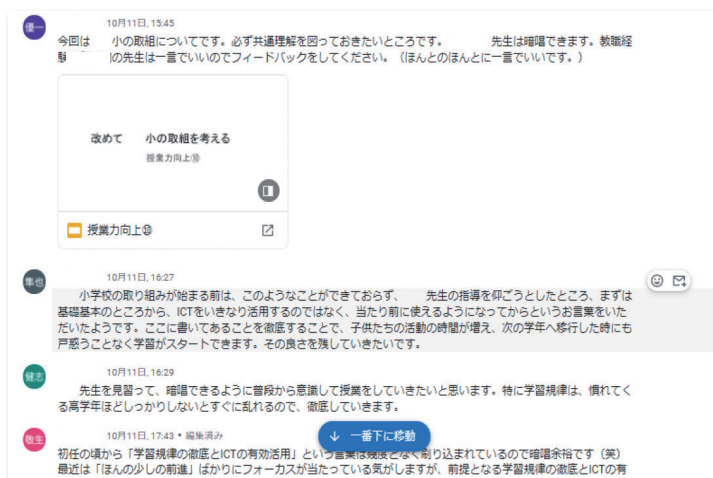 優一
10月11日, 15:45
今回は 小の取組についてです。必ず共通理解を図っておきたいところです。 先生は暗唱できます。教職経
の先生は一言でいいのでフィードバックをしてください。（ほんとのほんとに一言でいいです。）
改めて 小の取組を考える
授業力向上⑩
授業力向上⑩
隼也
10月11日, 16:27
小学校の取り組みが始まる前は、このようなことができておらず、 先生の指導を仰ごうとしたところ、まずは
基礎基本のところから、ICTをいきなり活用するのではなく、当たり前に使えるようになってからというお言葉をいた
だいたようです。ここに書いてあることを徹底することで、子供たちの活動の時間が増え、次の学年へ移行した時にも
戸惑うことなく学習がスタートできます。その良さを残していきたいです。
健志
10月11日, 16:29
先生を見習って、暗唱できるように普段から意識して授業をしていきたいと思います。特に学習規律は、慣れてく
る高学年ほどしっかりしないとすぐに乱れるので、徹底していきます。
敬生
10月11日, 17:43 • 編集済み
↓ 一番下に移動
初任の頃から「学習規律の徹底とICTの有効活用」という言葉は幾度となく刷り込まれているので暗唱余裕です（笑）
最近は「ほんの少しの前進」ばかりにフォーカスが当たっている気がしますが、前提となる学習規律の徹底とICTの有